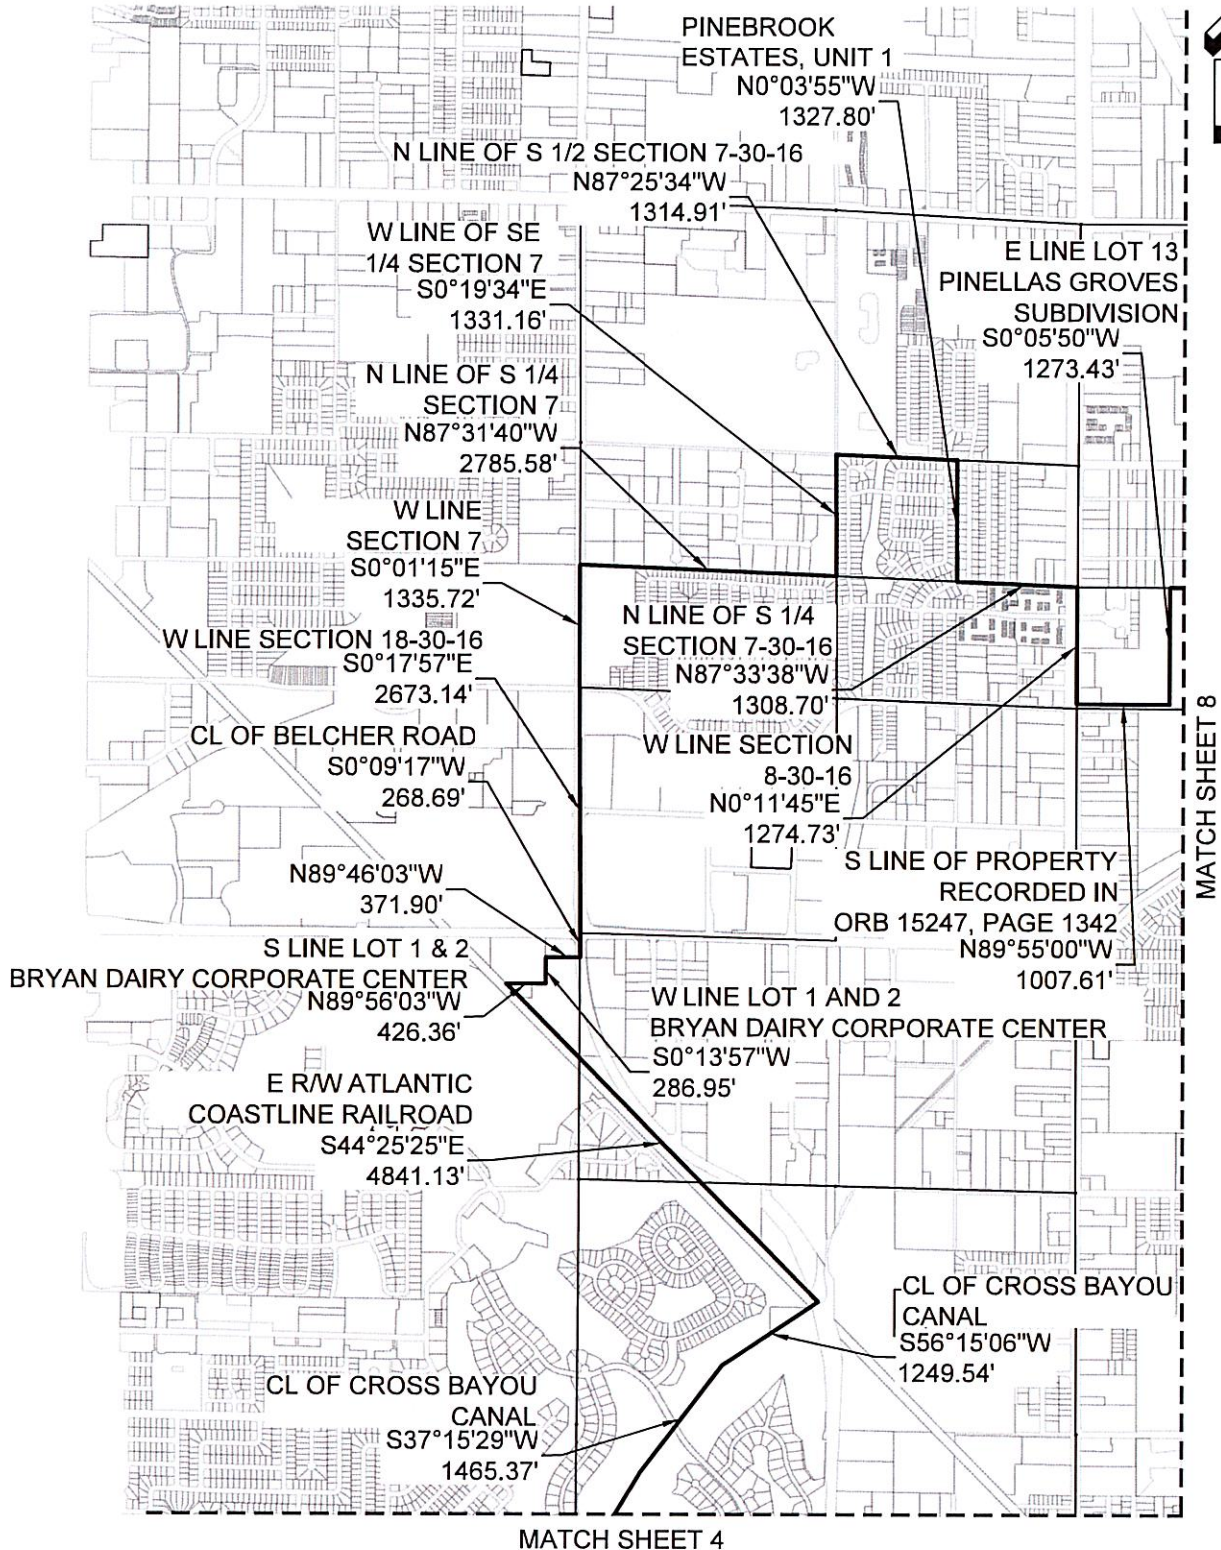 PINEBROOK
ESTATES, UNIT 1
N0°03'55"W
1327.80'
N LINE OF S 1/2 SECTION 7-30-16
N87°25'34"W
1314.91'
W LINE OF SE
1/4 SECTION 7
S0°19'34"E
1331.16'
E LINE LOT 13
PINELLAS GROVES
SUBDIVISION
S0°05'50"W
1273.43'
N LINE OF S 1/4
SECTION 7
N87°31'40"W
2785.58'
W LINE
SECTION 7
S0°01'15"E
1335.72'
N LINE OF S 1/4
SECTION 7-30-16
N87°33'38"W
1308.70'
W LINE SECTION 18-30-16
S0°17'57"E
2673.14'
CL OF BELCHER ROAD
S0°09'17"W
268.69'
W LINE SECTION
8-30-16
N0°11'45"E
1274.73'
MATCH SHEET 8
S LINE OF PROPERTY
RECORDED IN
ORB 15247, PAGE 1342
N89°55'00"W
1007.61'
N89°46'03"W
371.90'
S LINE LOT 1 & 2
BRYAN DAIRY CORPORATE CENTER
N89°56'03"W
426.36'
W LINE LOT 1 AND 2
BRYAN DAIRY CORPORATE CENTER
S0°13'57"W
286.95'
E R/W ATLANTIC
COASTLINE RAILROAD
S44°25'25"E
4841.13'
CL OF CROSS BAYOU
CANAL
S56°15'06"W
1249.54'
CL OF CROSS BAYOU
CANAL
S37°15'29"W
1465.37'
MATCH SHEET 4